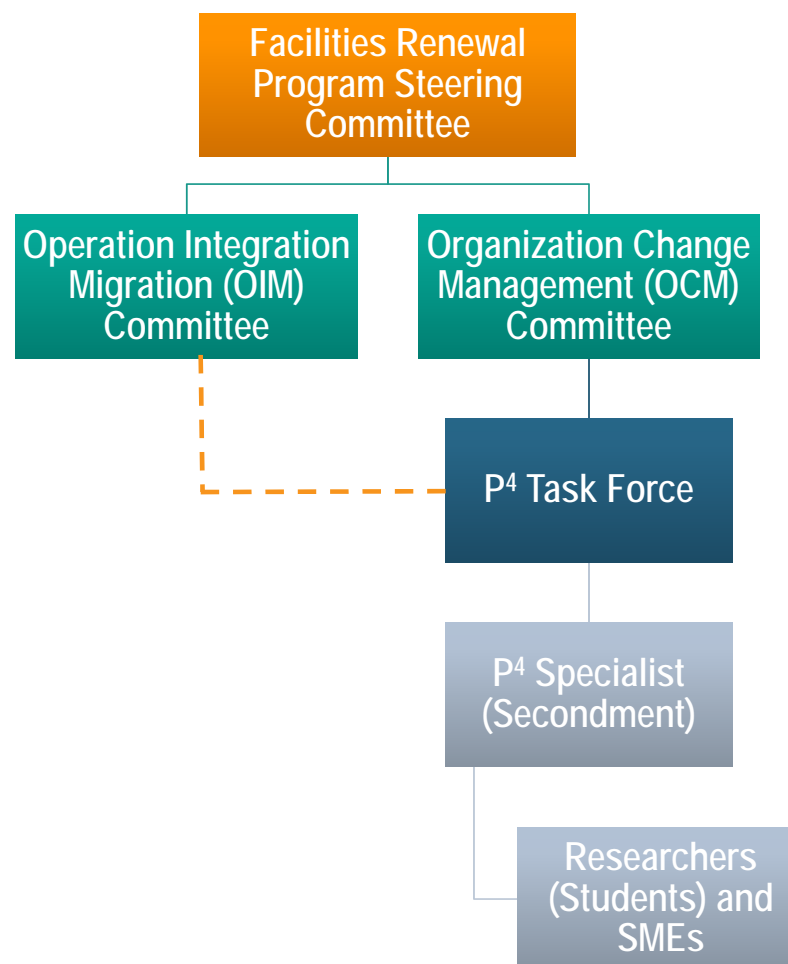 Facilities Renewal
Program Steering
Committee
Operation Integration
Migration (OIM)
Committee
Organization Change
Management (OCM)
Committee
P⁴ Task Force
P⁴ Specialist
(Secondment)
Researchers
(Students) and
SMEs